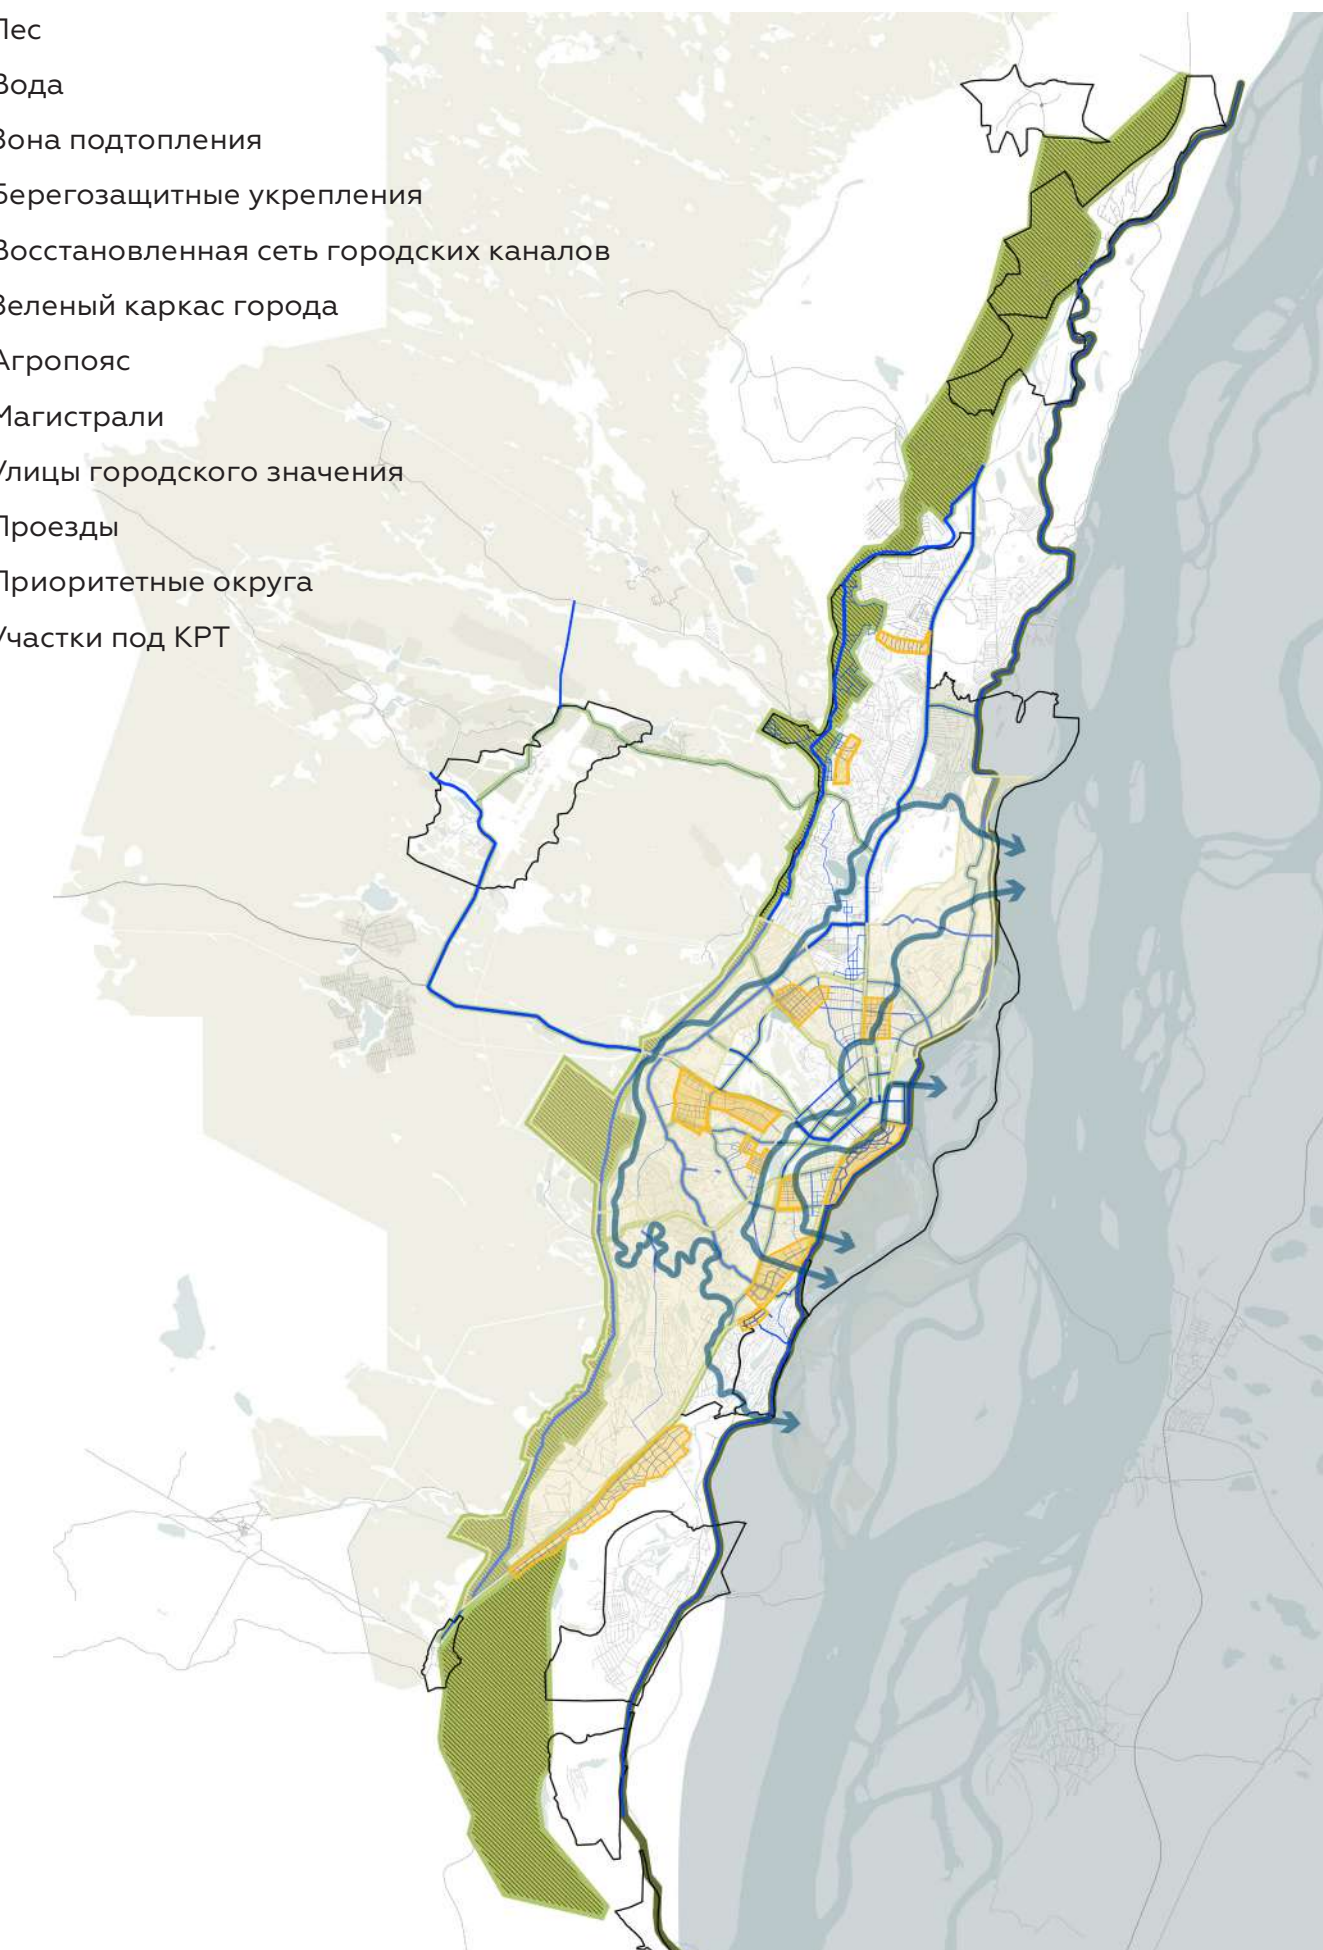 Лес
Вода
Зона подтопления
Берегозащитные укрепления
Восстановленная сеть городских каналов
Зеленый каркас города
Агропояс
Магистрали
Улицы городского значения
Проезды
Приоритетные округа
Участки под КРТ